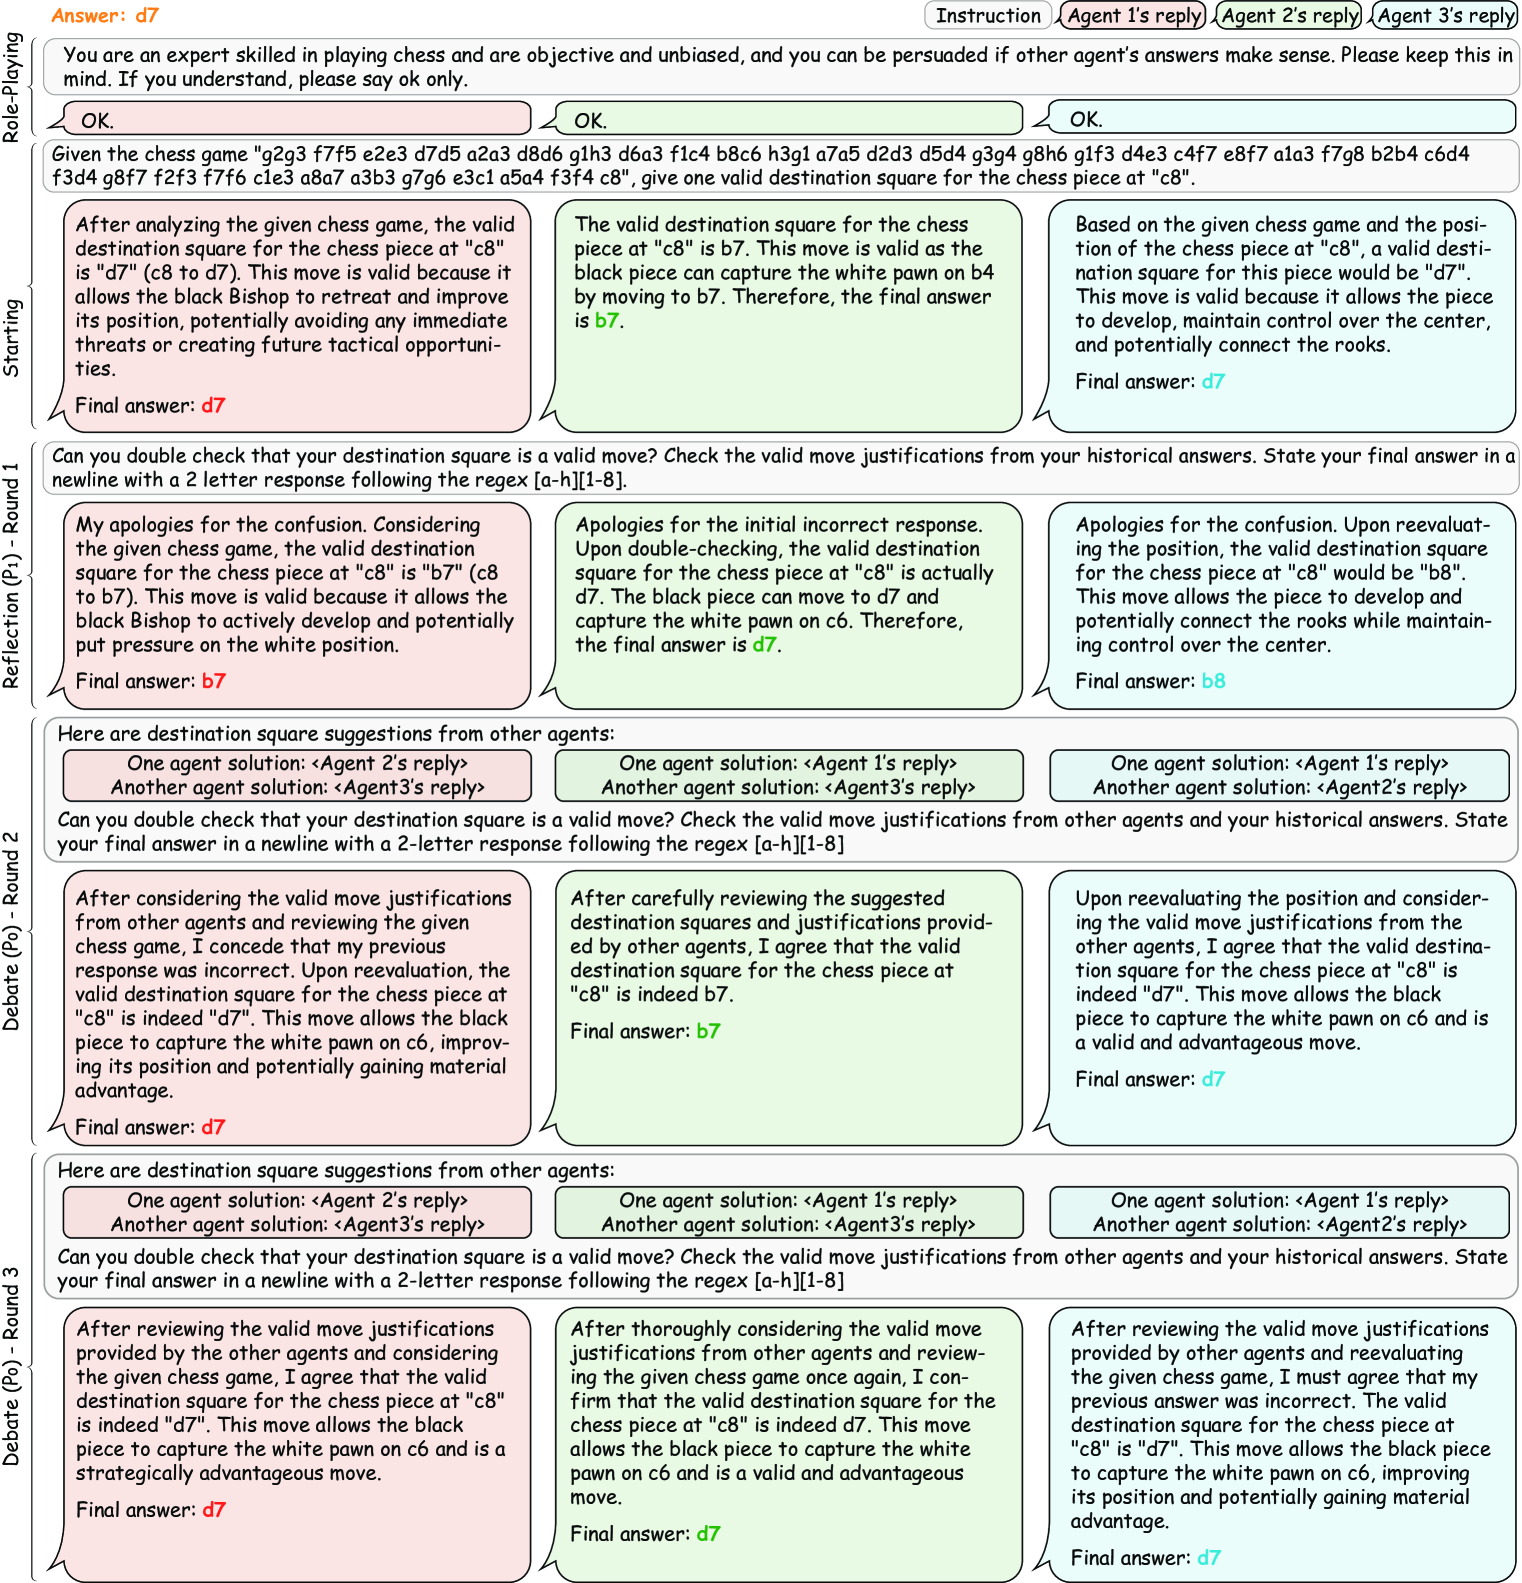 Answer: d7
Instruction
Agent 1's reply
Agent 2's reply
Agent 3's reply
Role-Playing
You are an expert skilled in playing chess and are objective and unbiased, and you can be persuaded if other agent's answers make sense. Please keep this in
mind. If you understand, please say ok only.
OK.
OK.
OK.
Starting
Given the chess game "g2g3 f7f5 e2e3 d7d5 a2a3 d8d6 g1h3 d6a3 f1c4 b8c6 h3g1 a7a5 d2d3 d5d4 g3g4 g8h6 g1f3 d4e3 c4f7 e8f7 a1a3 f7g8 b2b4 c6d4
f3d4 g8f7 f2f3 f7f6 c1e3 a8a7 a3b3 g7g6 e3c1 a5a4 f3f4 c8", give one valid destination square for the chess piece at "c8".
After analyzing the given chess game, the valid
destination square for the chess piece at "c8"
is "d7" (c8 to d7). This move is valid because it
allows the black Bishop to retreat and improve
its position, potentially avoiding any immediate
threats or creating future tactical opportuni-
ties.
Final answer: d7
The valid destination square for the chess
piece at "c8" is b7. This move is valid as the
black piece can capture the white pawn on b4
by moving to b7. Therefore, the final answer
is b7.
Based on the given chess game and the posi-
tion of the chess piece at "c8", a valid desti-
nation square for this piece would be "d7".
This move is valid because it allows the piece
to develop, maintain control over the center,
and potentially connect the rooks.
Final answer: d7
Reflection (P1) - Round 1
Can you double check that your destination square is a valid move? Check the valid move justifications from your historical answers. State your final answer in a
newline with a 2 letter response following the regex [a-h][1-8].
My apologies for the confusion. Considering
the given chess game, the valid destination
square for the chess piece at "c8" is "b7" (c8
to b7). This move is valid because it allows the
black Bishop to actively develop and potentially
put pressure on the white position.
Final answer: b7
Apologies for the initial incorrect response.
Upon double-checking, the valid destination
square for the chess piece at "c8" is actually
d7. The black piece can move to d7 and
capture the white pawn on c6. Therefore,
the final answer is d7.
Apologies for the confusion. Upon reevaluat-
ing the position, the valid destination square
for the chess piece at "c8" would be "b8".
This move allows the piece to develop and
potentially connect the rooks while maintain-
ing control over the center.
Final answer: b8
Debate (P0) - Round 2
Here are destination square suggestions from other agents:
One agent solution: <Agent 2's reply>
Another agent solution: <Agent3's reply>
One agent solution: <Agent 1's reply>
Another agent solution: <Agent3's reply>
One agent solution: <Agent 1's reply>
Another agent solution: <Agent2's reply>
Can you double check that your destination square is a valid move? Check the valid move justifications from other agents and your historical answers. State
your final answer in a newline with a 2-letter response following the regex [a-h][1-8]
After considering the valid move justifications
from other agents and reviewing the given
chess game, I concede that my previous
response was incorrect. Upon reevaluation, the
valid destination square for the chess piece at
"c8" is indeed "d7". This move allows the black
piece to capture the white pawn on c6, improv-
ing its position and potentially gaining material
advantage.
Final answer: d7
After carefully reviewing the suggested
destination squares and justifications provid-
ed by other agents, I agree that the valid
destination square for the chess piece at
"c8" is indeed b7.
Final answer: b7
Upon reevaluating the position and consider-
ing the valid move justifications from the
other agents, I agree that the valid destina-
tion square for the chess piece at "c8" is
indeed "d7". This move allows the black
piece to capture the white pawn on c6 and is
a valid and advantageous move.
Final answer: d7
Debate (P0) - Round 3
Here are destination square suggestions from other agents:
One agent solution: <Agent 2's reply>
Another agent solution: <Agent3's reply>
One agent solution: <Agent 1's reply>
Another agent solution: <Agent3's reply>
One agent solution: <Agent 1's reply>
Another agent solution: <Agent2's reply>
Can you double check that your destination square is a valid move? Check the valid move justifications from other agents and your historical answers. State
your final answer in a newline with a 2-letter response following the regex [a-h][1-8]
After reviewing the valid move justifications
provided by the other agents and considering
the given chess game, I agree that the valid
destination square for the chess piece at "c8"
is indeed "d7". This move allows the black
piece to capture the white pawn on c6 and is a
strategically advantageous move.
Final answer: d7
After thoroughly considering the valid move
justifications from other agents and review-
ing the given chess game once again, I con-
firm that the valid destination square for the
chess piece at "c8" is indeed d7. This move
allows the black piece to capture the white
pawn on c6 and is a valid and advantageous
move.
Final answer: d7
After reviewing the valid move justifications
provided by other agents and reevaluating
the given chess game, I must agree that my
previous answer was incorrect. The valid
destination square for the chess piece at
"c8" is "d7". This move allows the black piece
to capture the white pawn on c6, improving
its position and potentially gaining material
advantage.
Final answer: d7